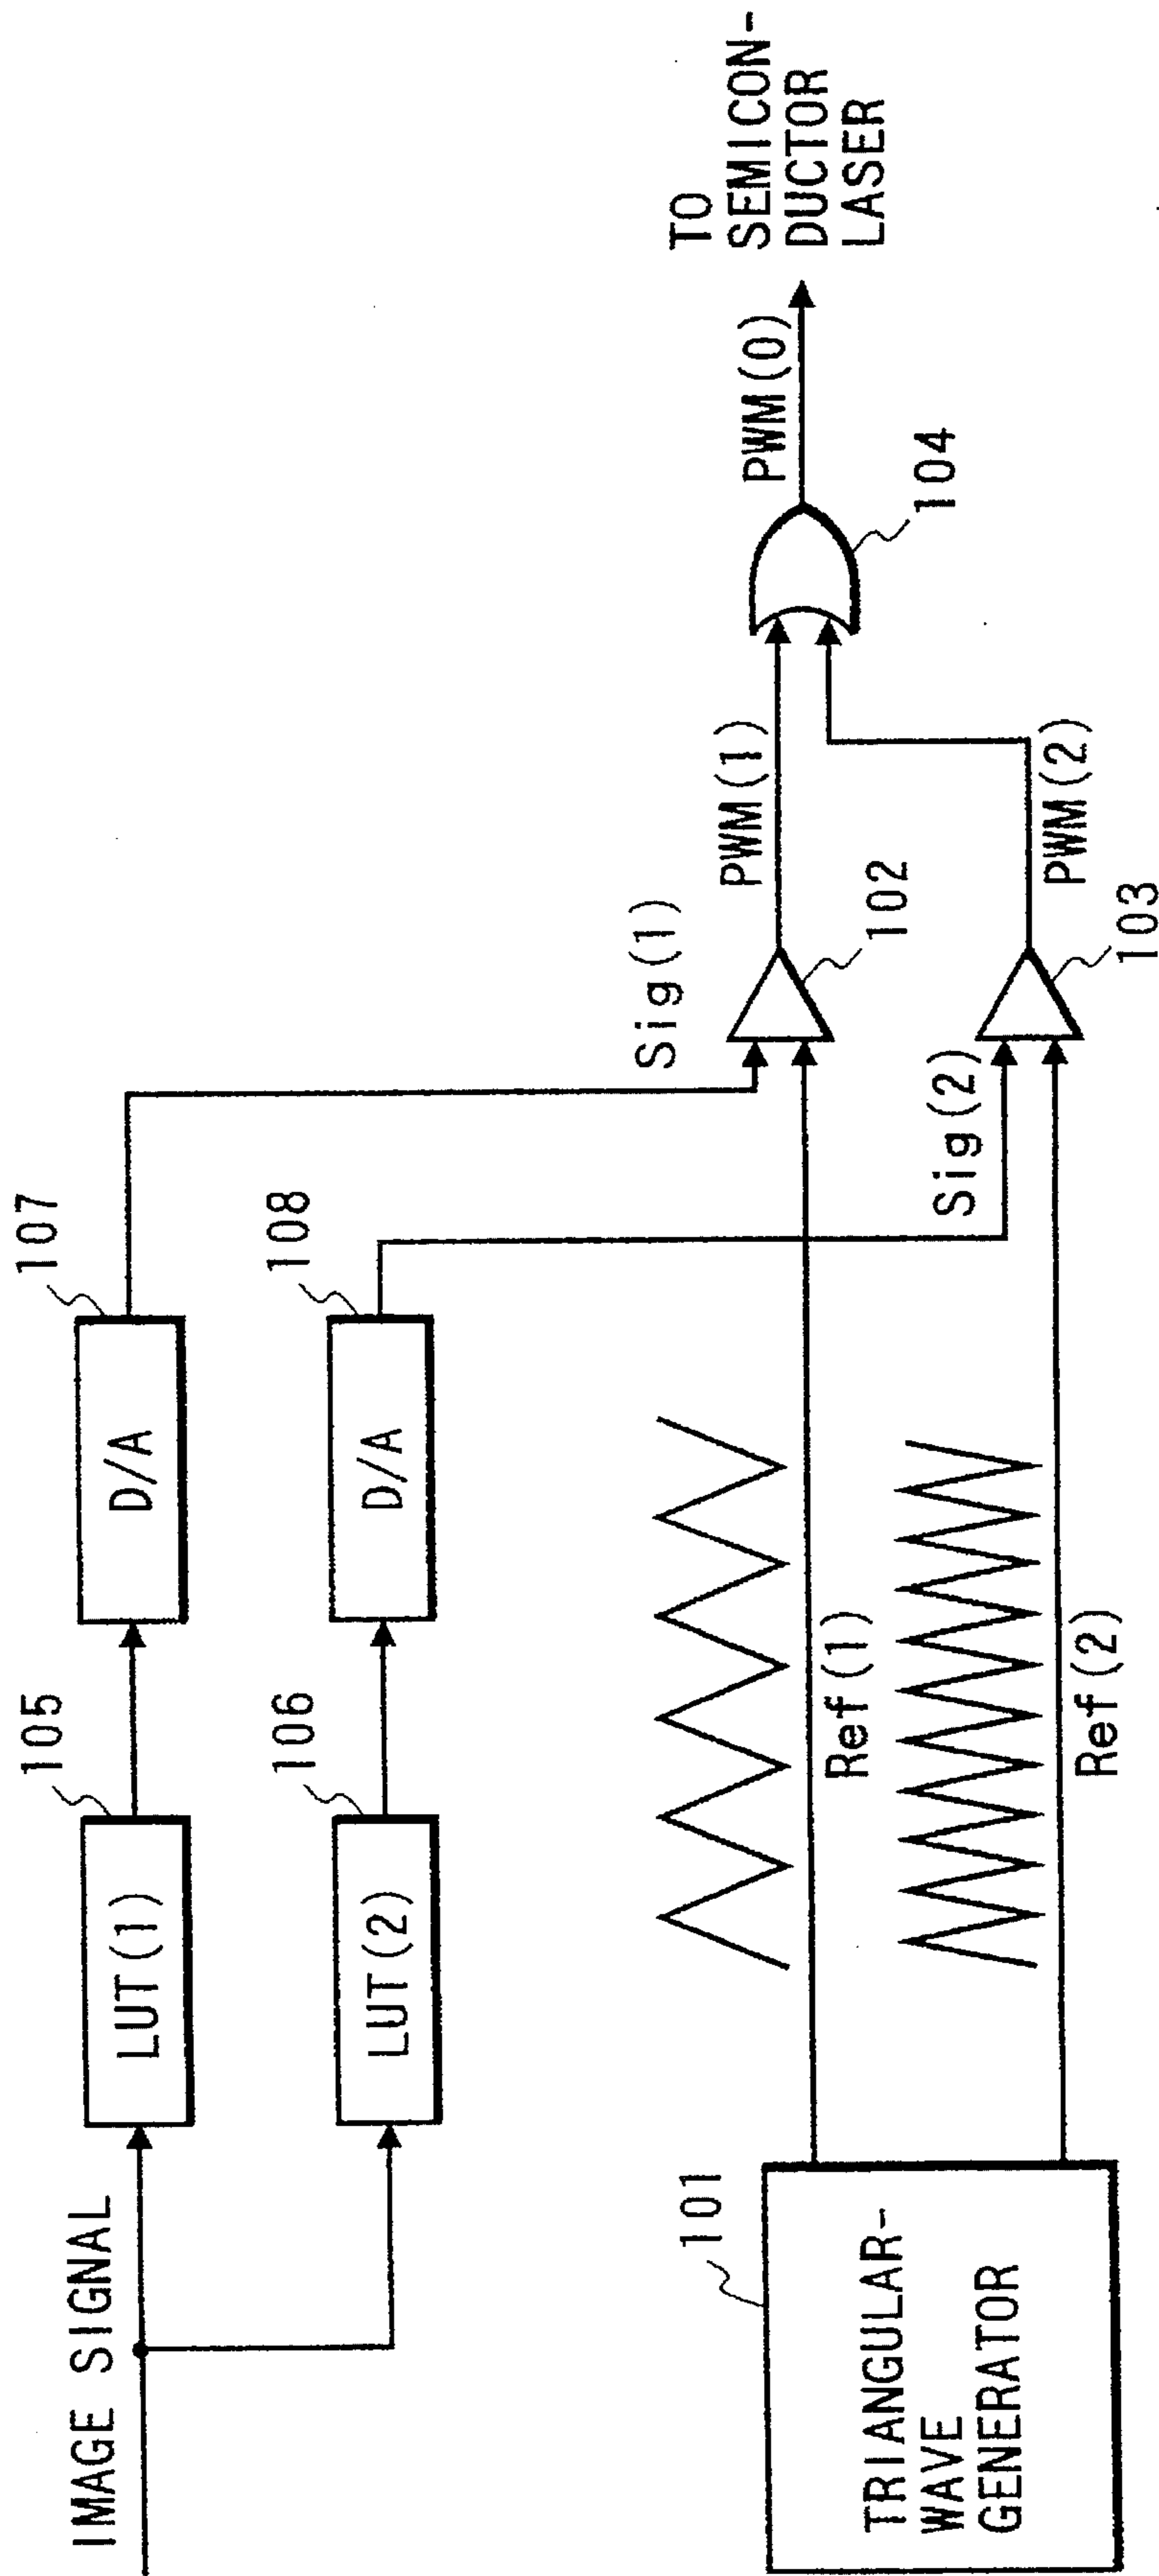 IMAGE SIGNAL
LUT(1)
105
D/A
107
LUT(2)
106
D/A
108
Sig(1)
PWM(1)
102
Sig(2)
PWM(2)
103
PWM(0)
104
TO
SEMICON-
DUCTOR
LASER
Ref(1)
Ref(2)
101
TRIANGULAR-
WAVE
GENERATOR